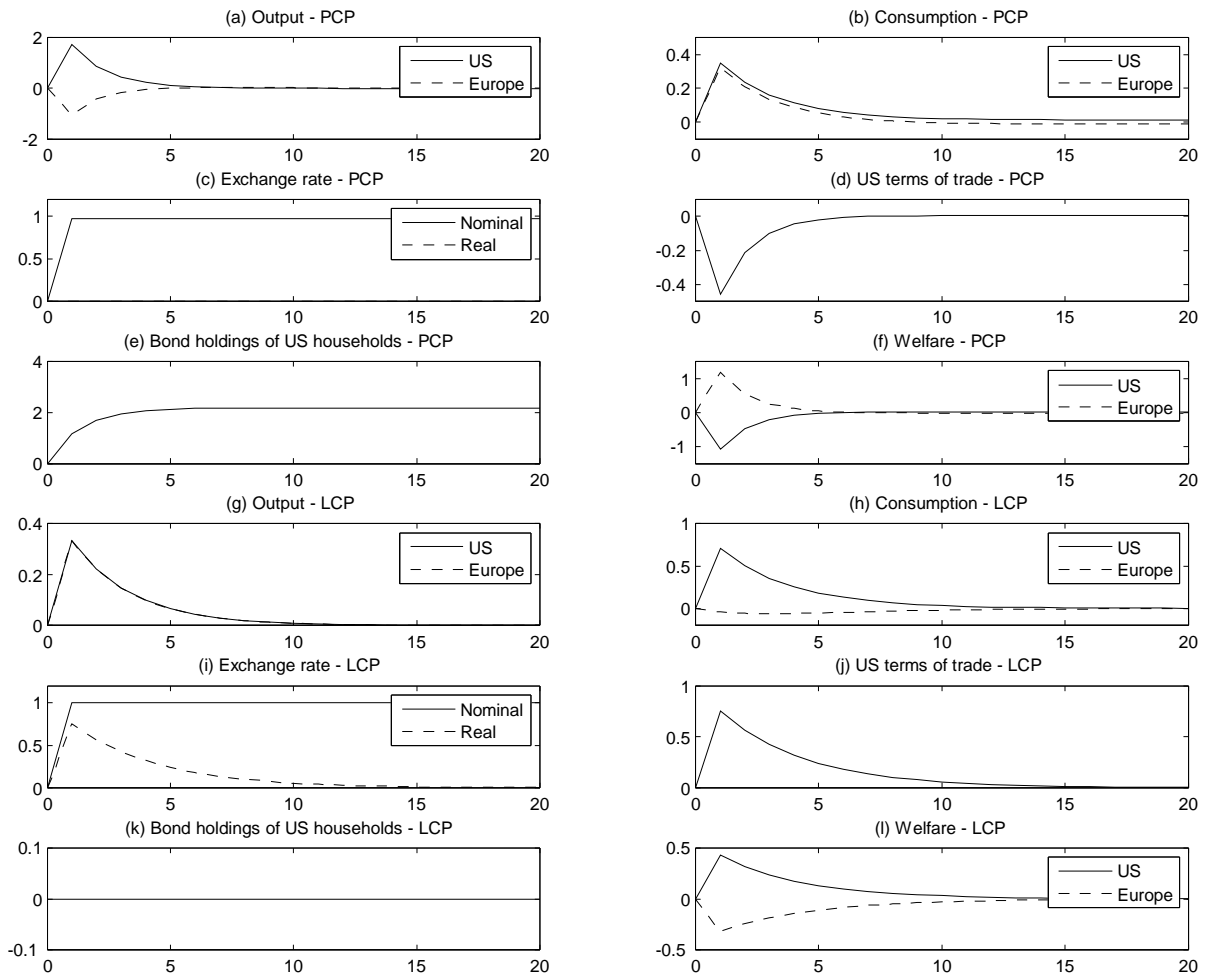 (a) Output - PCP
2
0
-2
US
Europe
0 5 10 15 20
(b) Consumption - PCP
0.4
0.2
0
US
Europe
0 5 10 15 20
(c) Exchange rate - PCP
1
0.5
0
Nominal
Real
0 5 10 15 20
(d) US terms of trade - PCP
0
-0.2
-0.4
0 5 10 15 20
(e) Bond holdings of US households - PCP
4
2
0
0 5 10 15 20
(f) Welfare - PCP
1
0
-1
US
Europe
0 5 10 15 20
(g) Output - LCP
0.4
0.2
0
US
Europe
0 5 10 15 20
(h) Consumption - LCP
1
0.5
0
US
Europe
0 5 10 15 20
(i) Exchange rate - LCP
1
0.5
0
Nominal
Real
0 5 10 15 20
(j) US terms of trade - LCP
1
0.5
0
0 5 10 15 20
(k) Bond holdings of US households - LCP
0.1
0
-0.1
0 5 10 15 20
(l) Welfare - LCP
0.5
0
-0.5
US
Europe
0 5 10 15 20